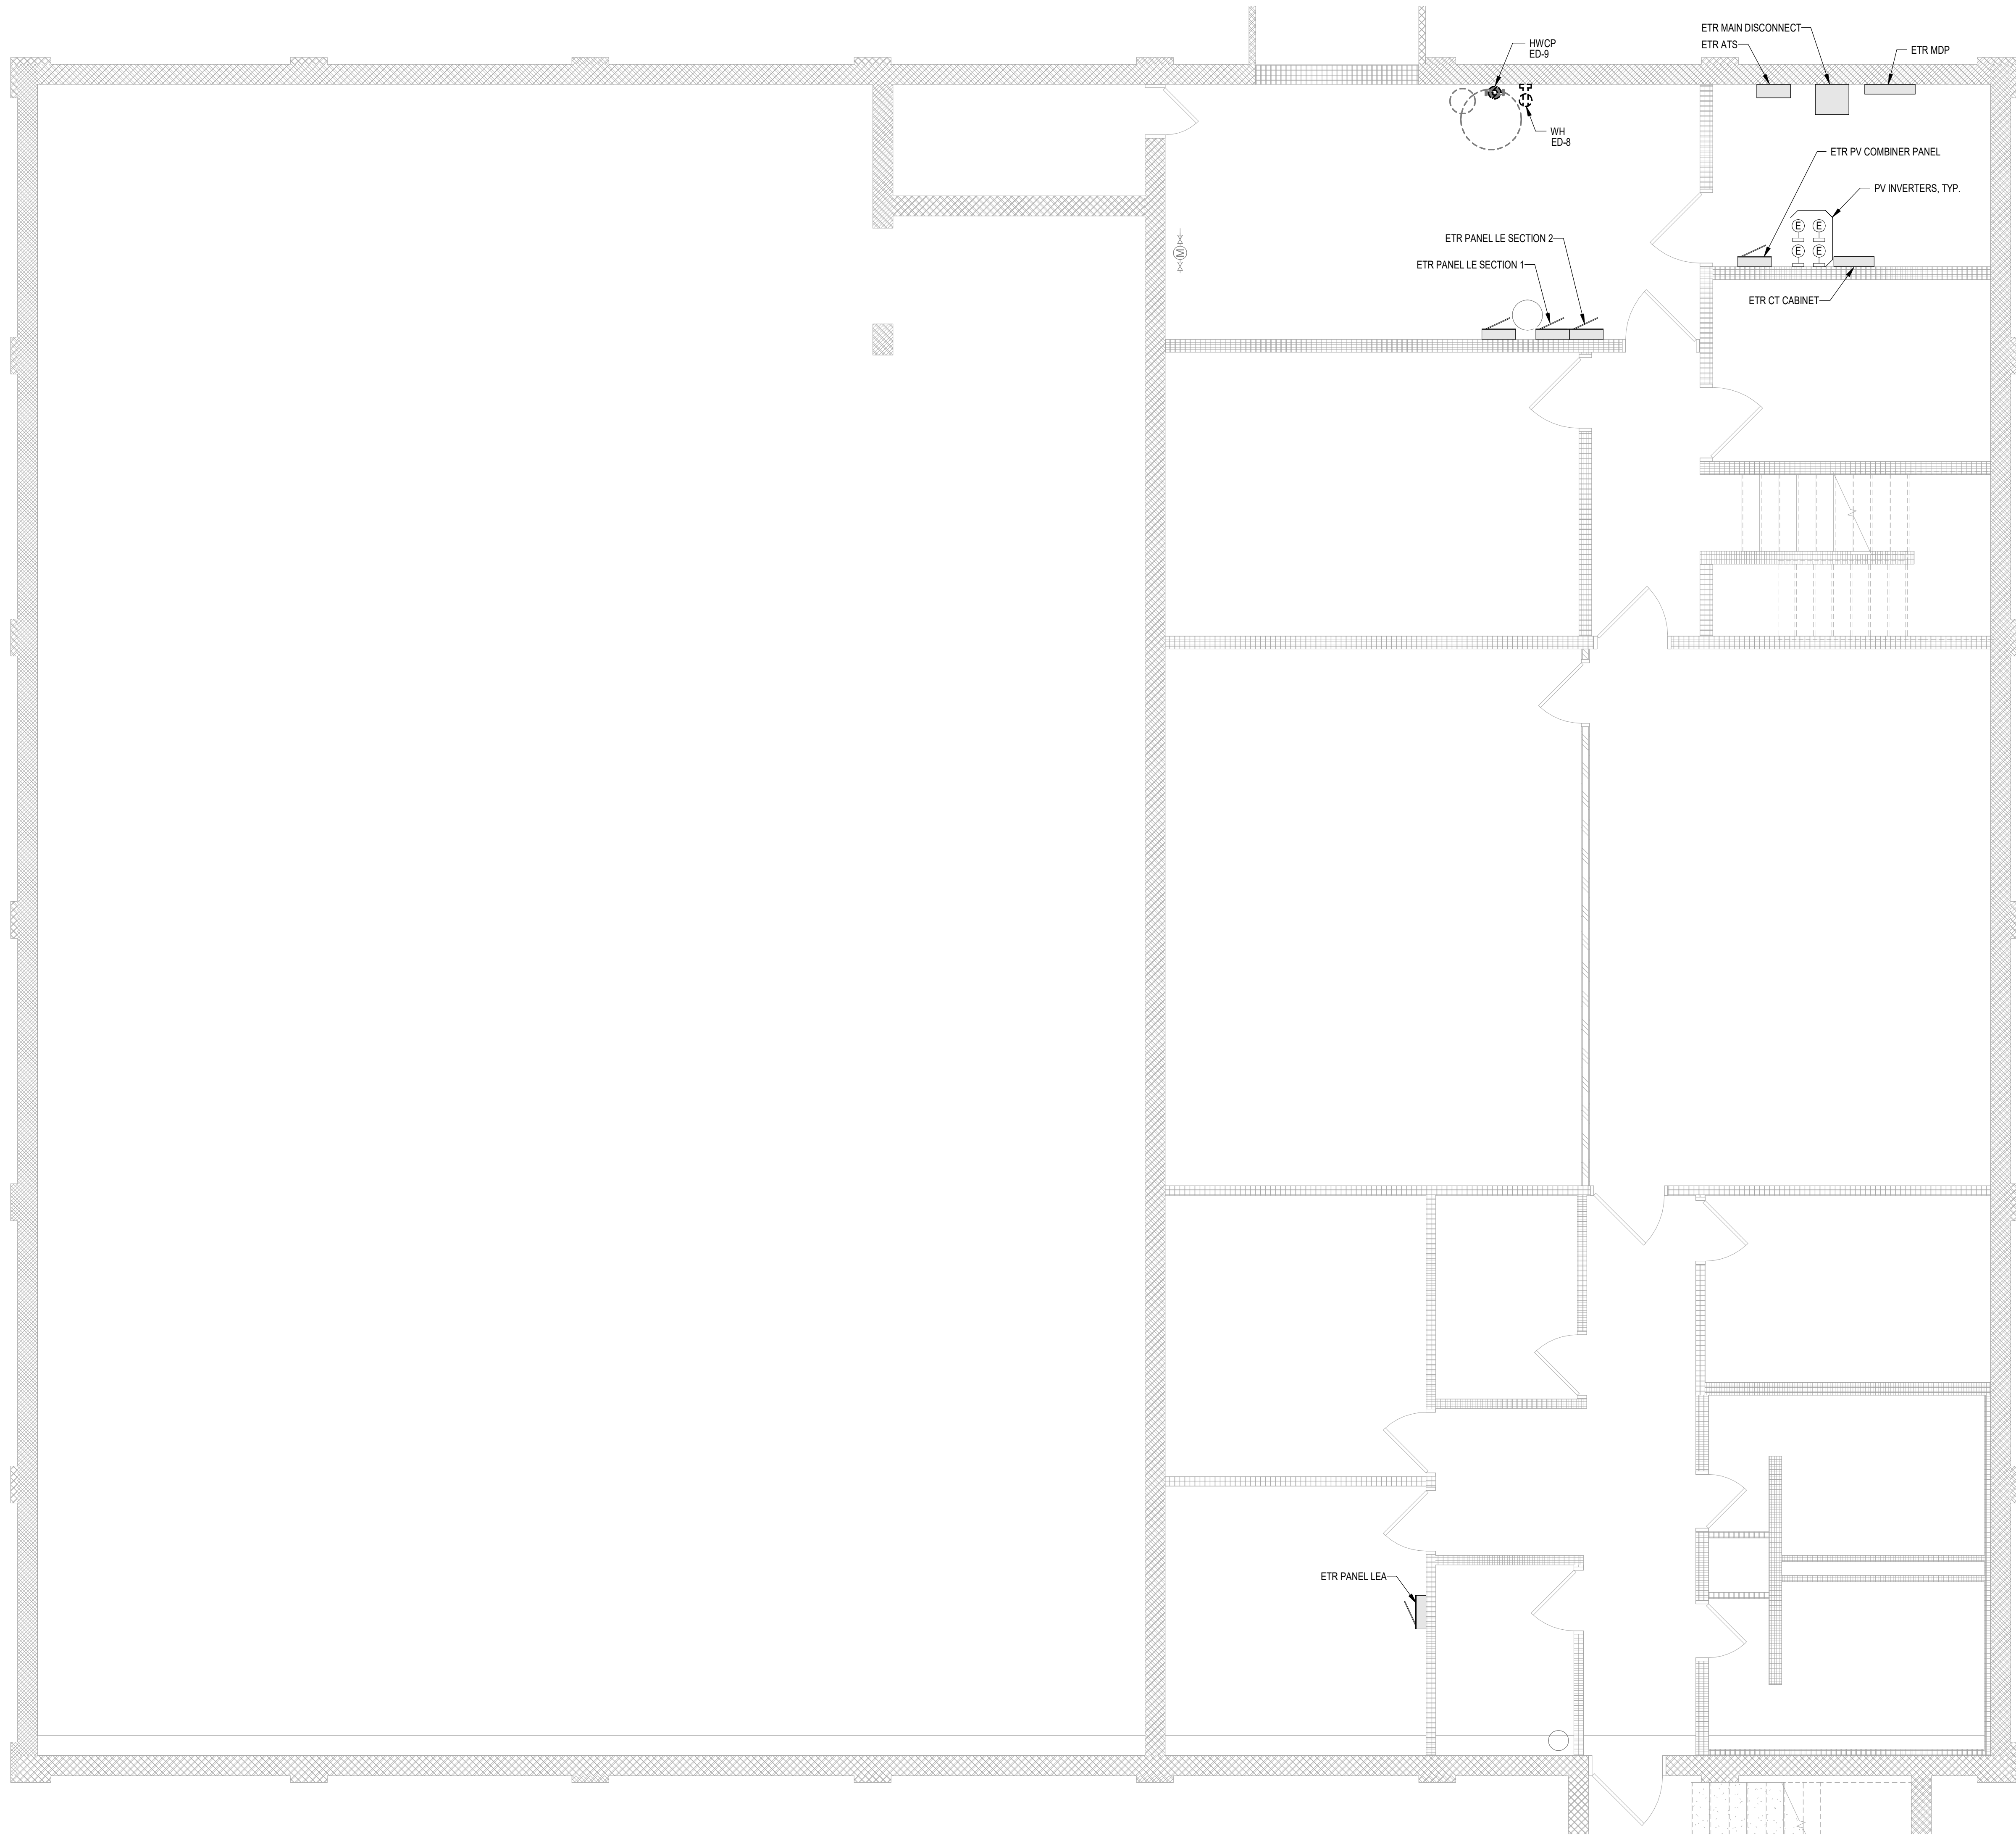 ETR MAIN DISCONNECT
ETR ATS
ETR MDP
HWCP
ED-9
WH
ED-8
ETR PV COMBINER PANEL
PV INVERTERS, TYP.
E E
E E
M
ETR PANEL LE SECTION 2
ETR PANEL LE SECTION 1
ETR CT CABINET
ETR PANEL LEA